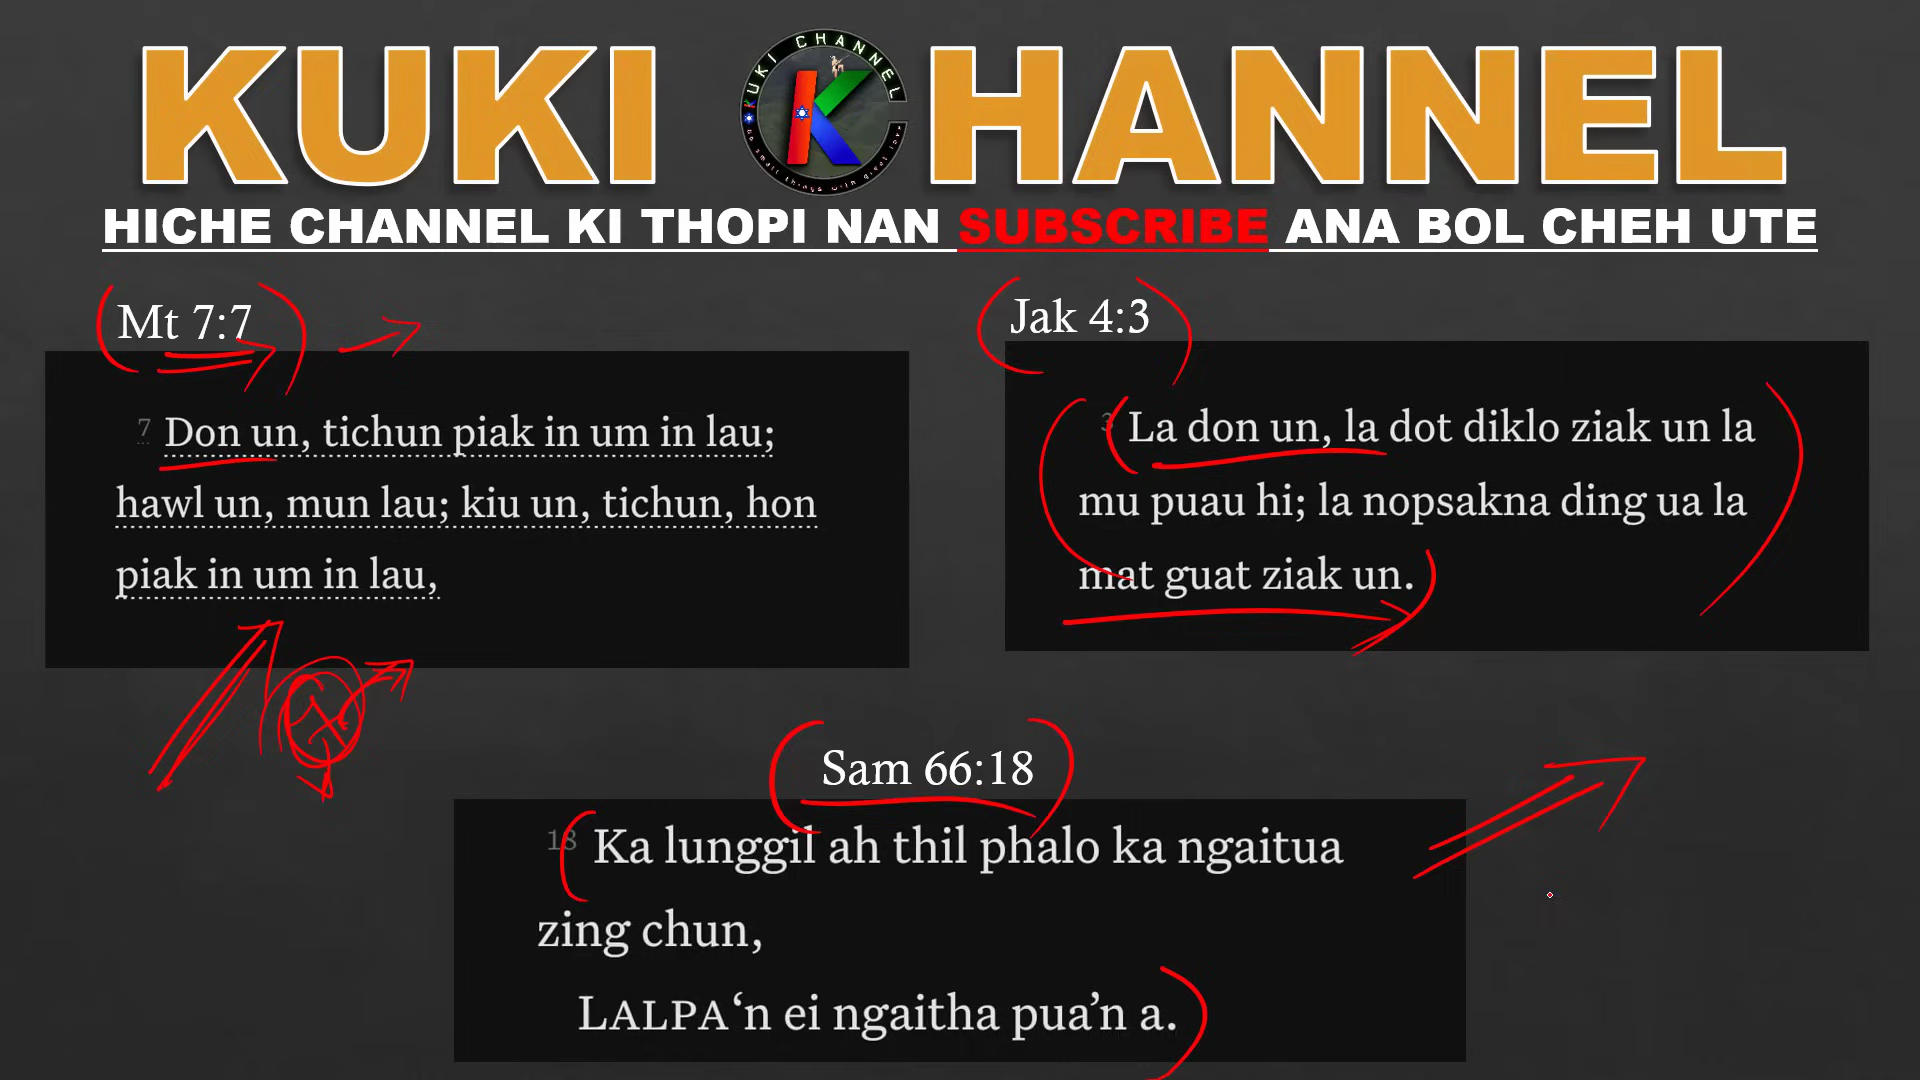 KUKI CHANNEL
KUKI CHANNEL
HICHE CHANNEL KI THOPI NAN SUBSCRIBE ANA BOL CHEH UTE
Mt 7:7
7 Don un, tichun piak in um in lau;
hawl un, mun lau; kiu un, tichun, hon
piak in um in lau,
Jak 4:3
3 La don un, la dot diklo ziak un la
mu puau hi; la nopsakna ding ua la
mat guat ziak un.
Sam 66:18
18 Ka lunggil ah thil phalo ka ngaitua
zing chun,
LALPA‘n ei ngaitha pua’n a.